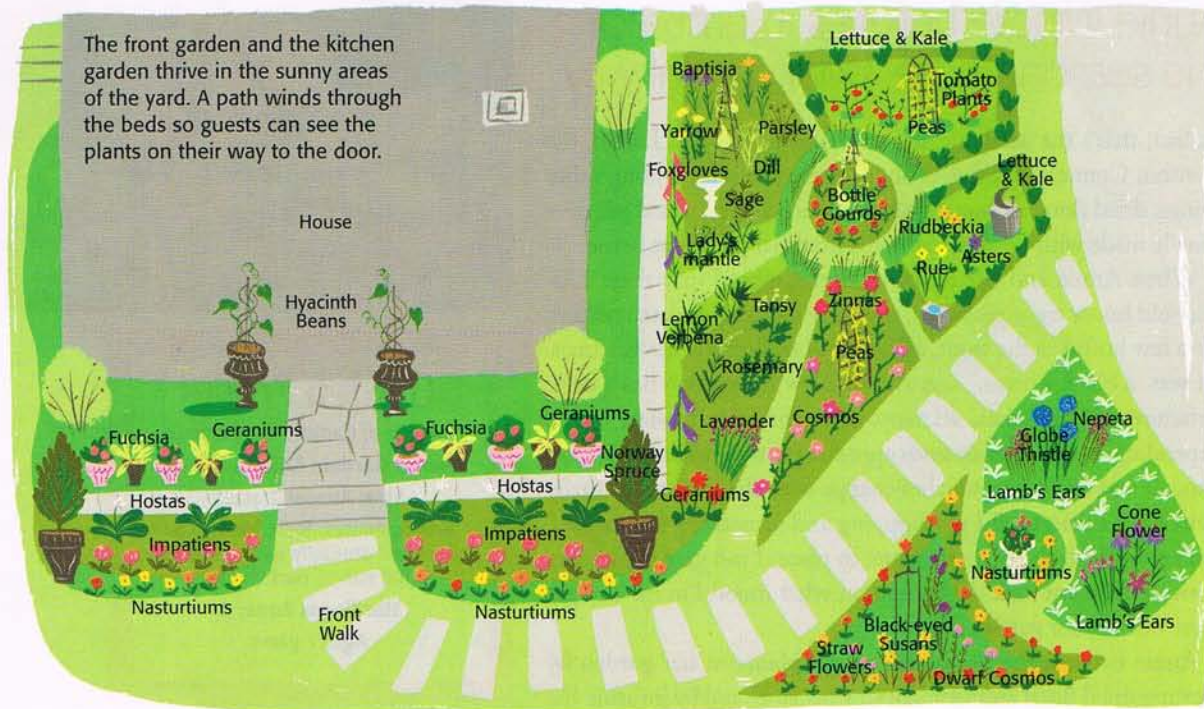 The front garden and the kitchen
garden thrive in the sunny areas
of the yard. A path winds through
the beds so guests can see the
plants on their way to the door.
House
Hyacinth
Beans
Fuchsia
Geraniums
Fuchsia
Geraniums
Norway
Spruce
Hostas
Hostas
Impatiens
Impatiens
Nasturtiums
Nasturtiums
Front
Walk
Lettuce & Kale
Baptisia
Tomato
Plants
Peas
Yarrow
Parsley
Foxgloves
Dill
Sage
Lady's
mantle
Bottle
Gourds
Lettuce
& Kale
Rudbeckia
Asters
Rue
Tansy
Zinnas
Lemon
Verbena
Peas
Rosemary
Lavender
Cosmos
Geraniums
Nepeta
Globe
Thistle
Lamb's Ears
Cone
Flower
Nasturtiums
Lamb's Ears
Black-eyed
Susans
Straw
Flowers
Dwarf Cosmos